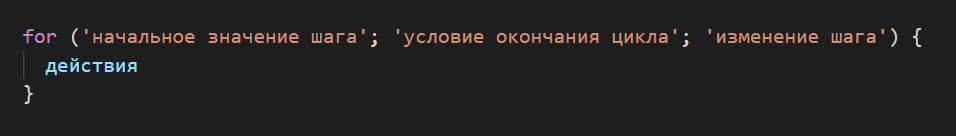 for ('начальное значение шага'; 'условие окончания цикла'; 'изменение шага') {
действия
}